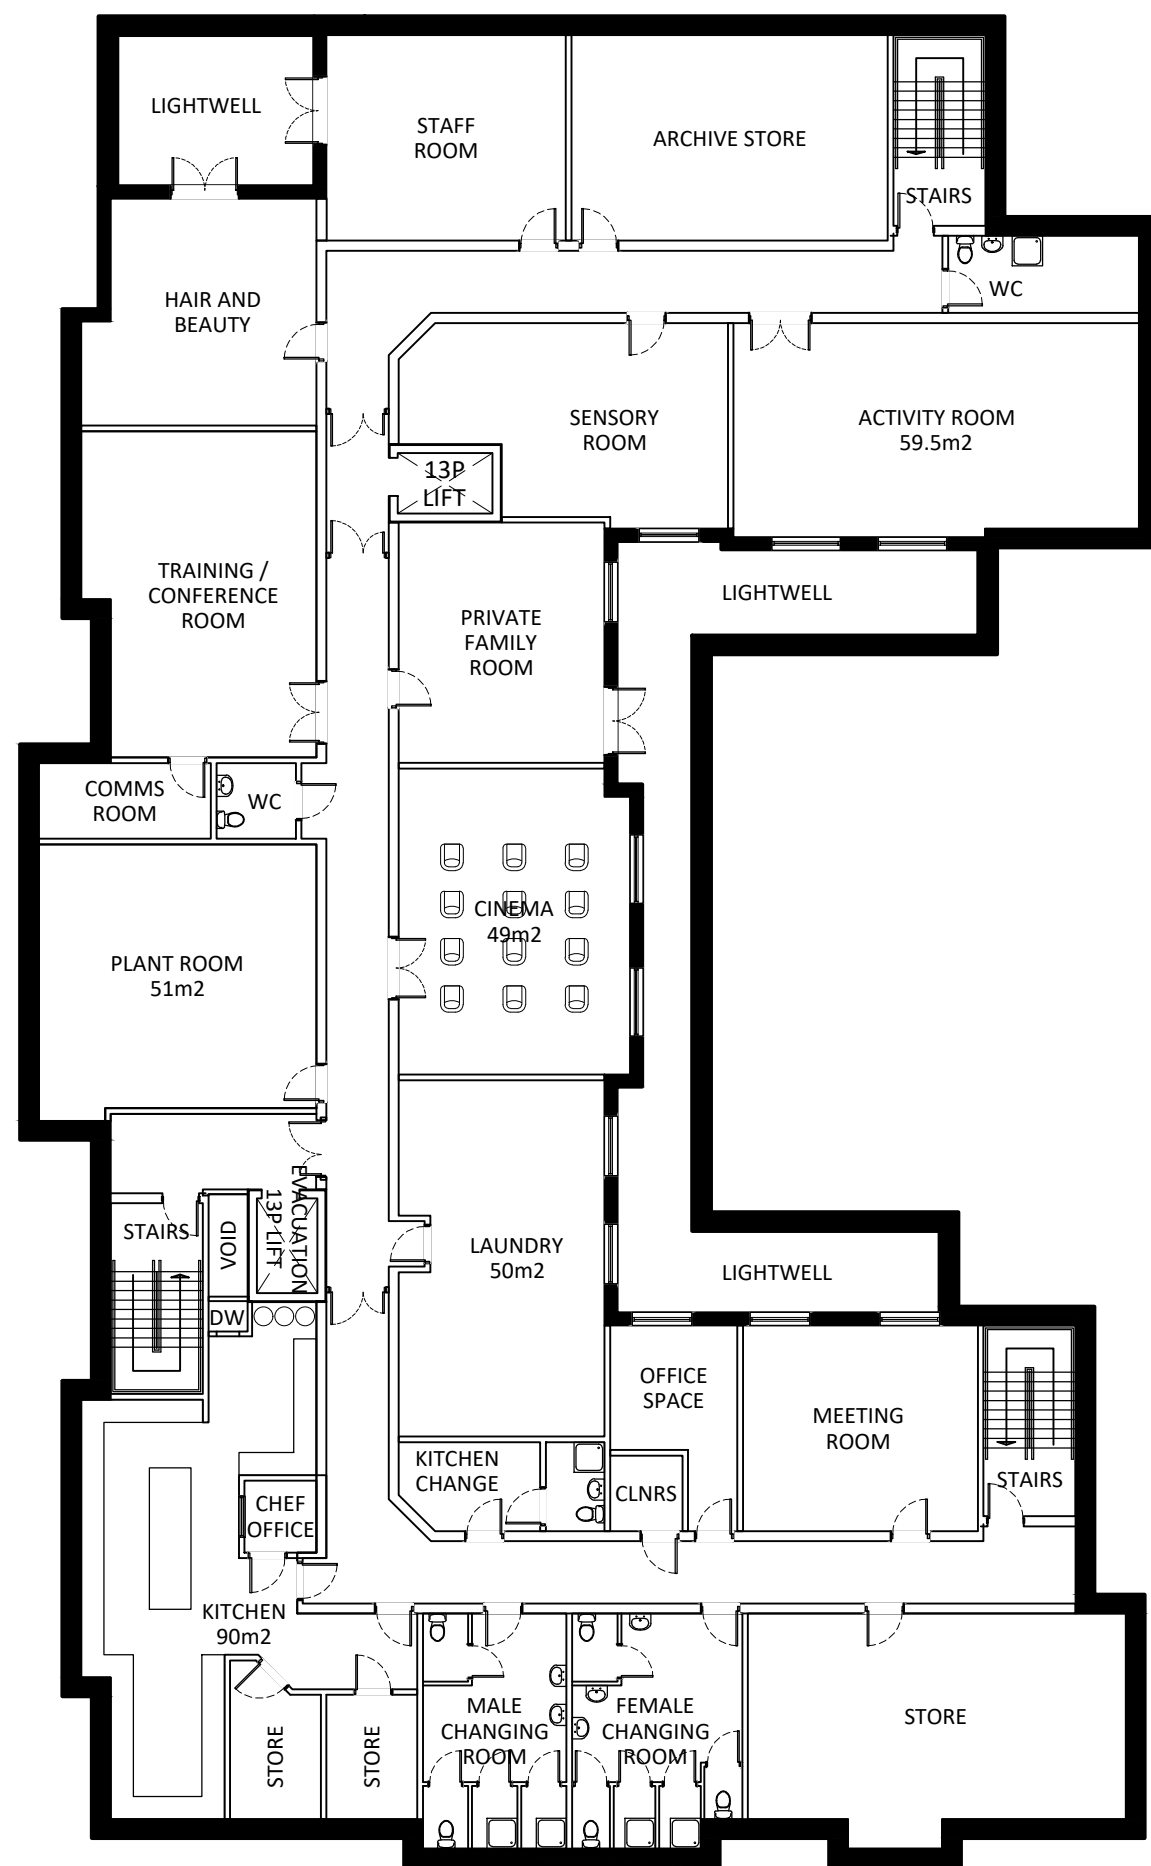 LIGHTWELL
STAFF
ROOM
ARCHIVE STORE
STAIRS
HAIR AND
BEAUTY
WC
SENSORY
ROOM
ACTIVITY ROOM
59.5m2
13P
LIFT
TRAINING /
CONFERENCE
ROOM
PRIVATE
FAMILY
ROOM
LIGHTWELL
COMMS
ROOM
WC
CINEMA
49m2
PLANT ROOM
51m2
STAIRS
VOID
EVACUATION
13P LIFT
LAUNDRY
50m2
LIGHTWELL
DW
OFFICE
SPACE
MEETING
ROOM
KITCHEN
CHANGE
CLNRS
STAIRS
CHEF
OFFICE
KITCHEN
90m2
STORE
STORE
MALE
CHANGING
ROOM
FEMALE
CHANGING
ROOM
STORE